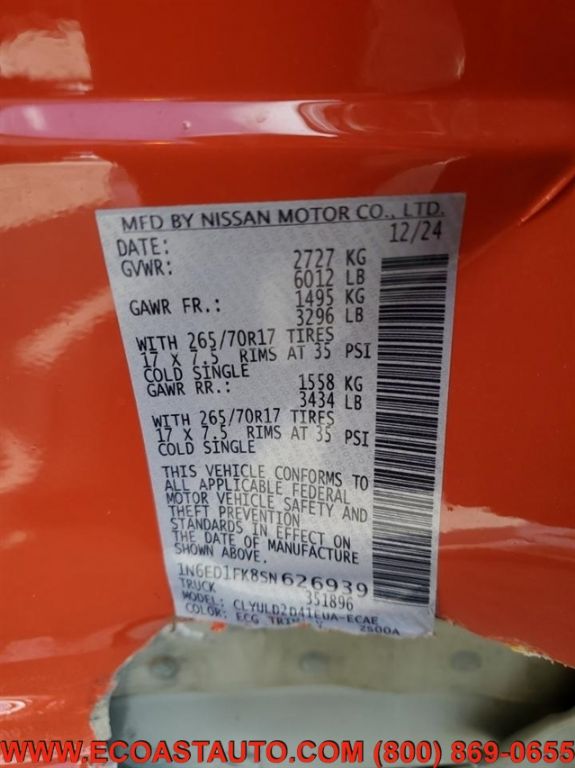 MFD BY NISSAN MOTOR CO., LTD.
DATE: 12/24
GVWR: 2727 KG
6012 LB
GAWR FR.: 1495 KG
3296 LB
WITH 265/70R17 TIRES
17 X 7.5 RIMS AT 35 PSI
COLD SINGLE
GAWR RR.: 1558 KG
3434 LB
WITH 265/70R17 TIRES
17 X 7.5 RIMS AT 35 PSI
COLD SINGLE
THIS VEHICLE CONFORMS TO
ALL APPLICABLE FEDERAL
MOTOR VEHICLE SAFETY AND
THEFT PREVENTION
STANDARDS IN EFFECT ON
THE DATE OF MANUFACTURE
SHOWN ABOVE.
1N6ED1FK8SN626939
TRUCK 351896
MODEL: CLYULD2D41EUA-ECAE
COLOR: ECG TRIM:
WWW.ECOASTAUTO.COM (800) 869-0655